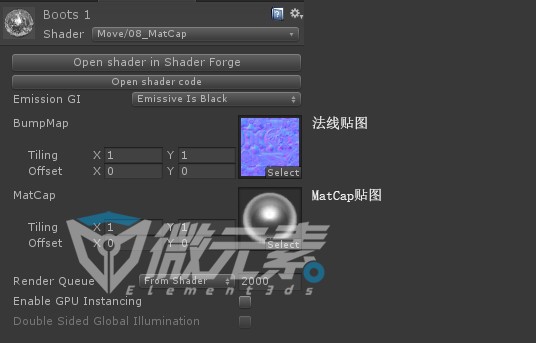 Boots 1
Shader Move/08_MatCap
Open shader in Shader Forge
Open shader code
Emission GI Emissive Is Black
BumpMap 法线贴图
Tiling X 1 Y 1
Offset X 0 Y 0
Select
MatCap MatCap贴图
Tiling X 1 Y 1
Offset X 0 Y 0
Select
微元素
Element3ds
Render Queue From Shader 2000
Enable GPU Instancing
Double Sided Global Illumination